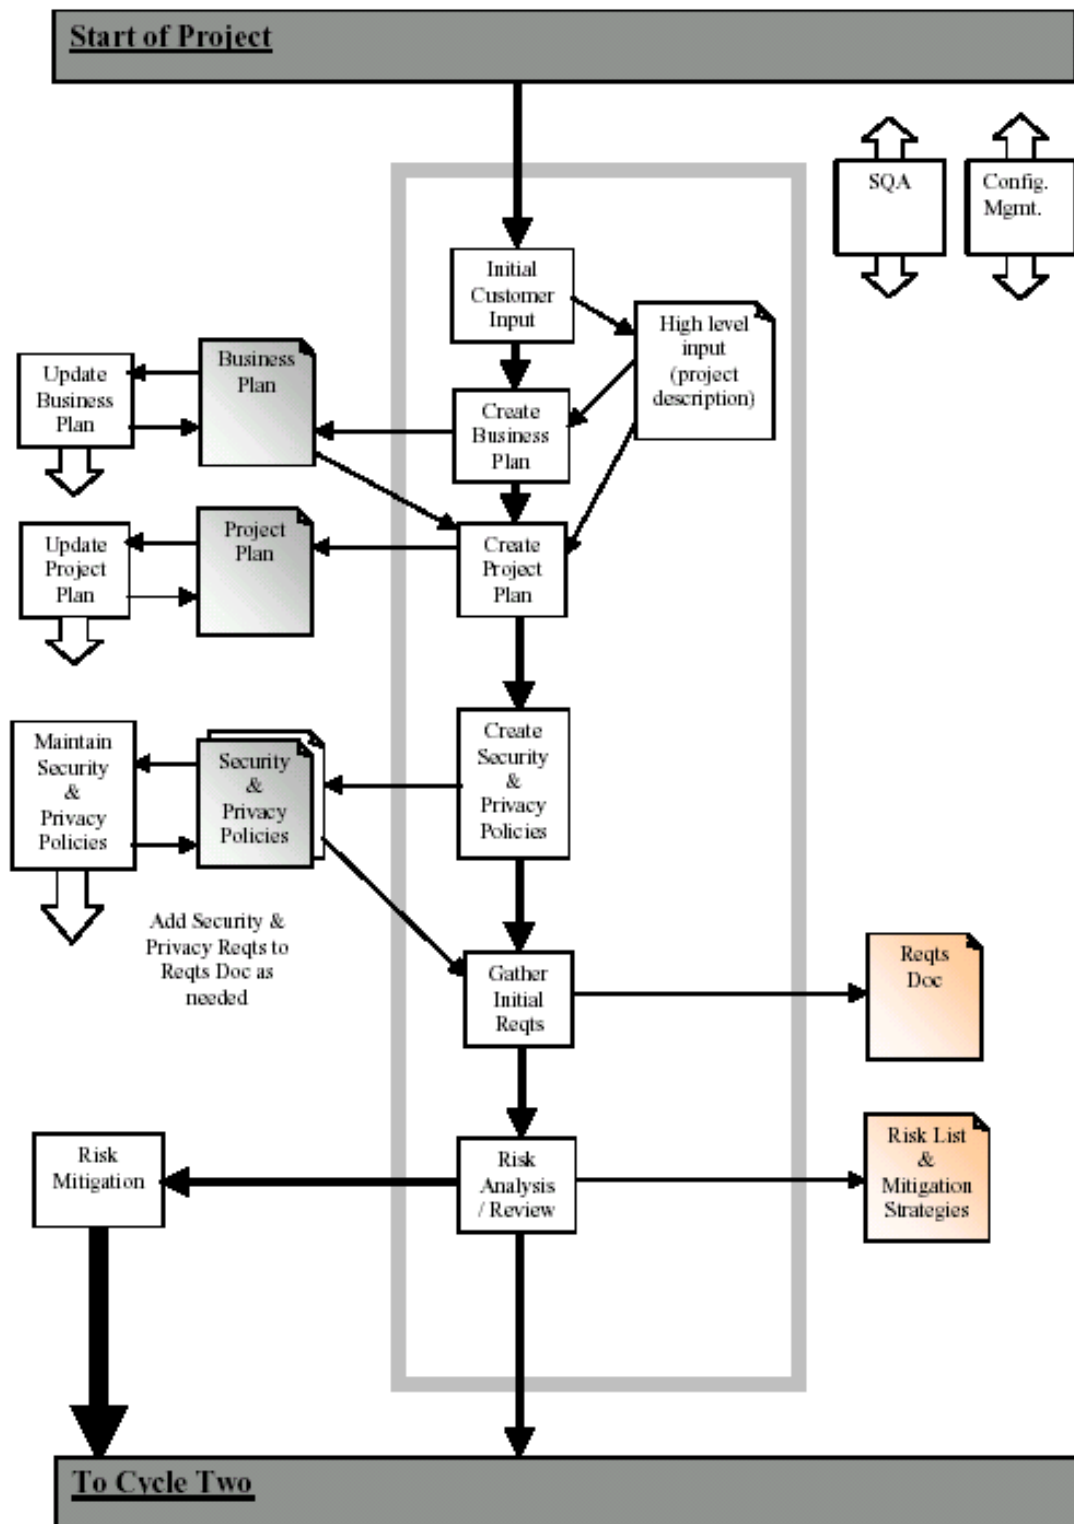 Start of Project
SQA
Config.
Mgmt.
Initial
Customer
Input
High level
input
(project
description)
Update
Business
Plan
Business
Plan
Create
Business
Plan
Update
Project
Plan
Project
Plan
Create
Project
Plan
Maintain
Security
&
Privacy
Policies
Security
&
Privacy
Policies
Create
Security
&
Privacy
Policies
Add Security &
Privacy Reqts to
Reqts Doc as
needed
Gather
Initial
Reqts
Reqts
Doc
Risk
Mitigation
Risk
Analysis
/ Review
Risk List
&
Mitigation
Strategies
To Cycle Two